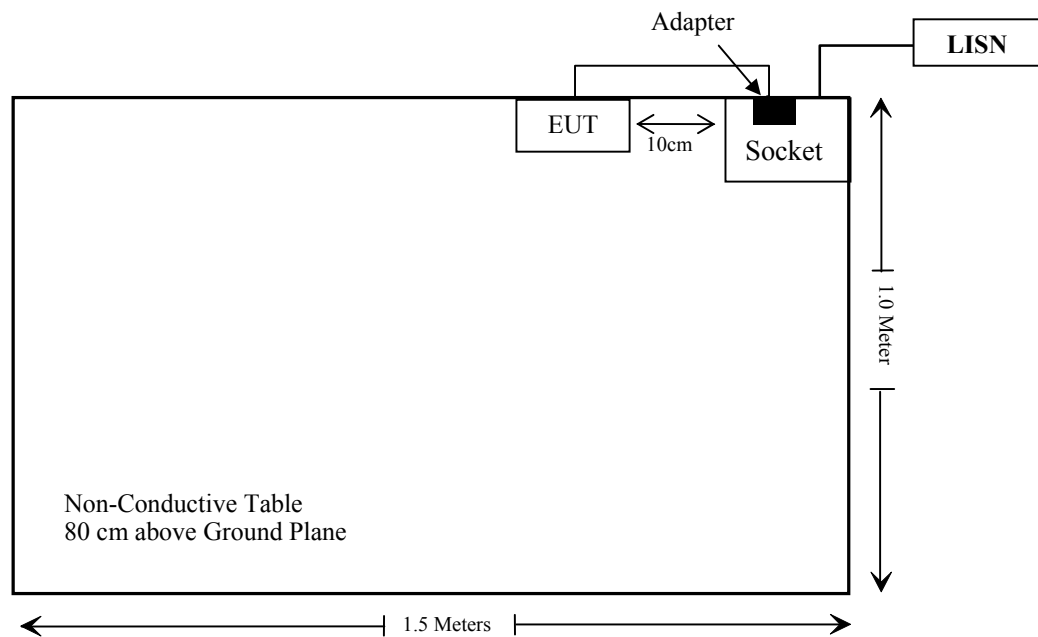 Adapter
LISN
EUT
10cm
Socket
1.0 Meter
Non-Conductive Table
80 cm above Ground Plane
1.5 Meters